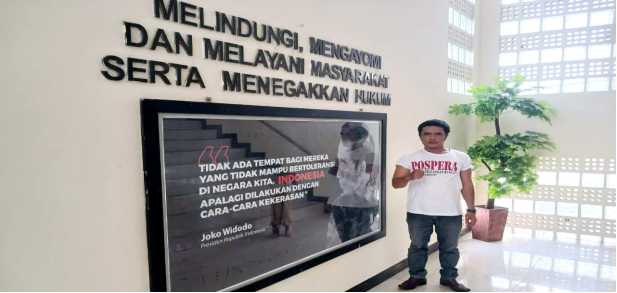 MELINDUNGI, MENGAYOMI
DAN MELAYANI MASYARAKAT
SERTA MENEGAKKAN HUKUM
"TIDAK ADA TEMPAT BAGI MEREKA
YANG TIDAK MAMPU BERTOLERANSI
DI NEGARA KITA, INDONESIA
APALAGI DILAKUKAN DENGAN
CARA-CARA KEKERASAN"
Joko Widodo
Presiden Republik Indonesia
POSPERA